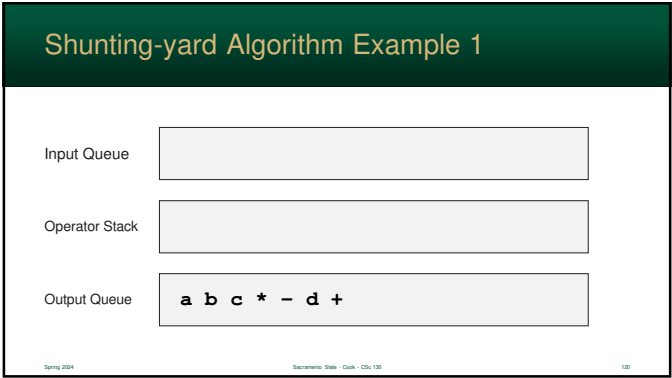 Shunting-yard Algorithm Example 1
Input Queue
Operator Stack
Output Queue a b c * – d +
Spring 2024 Sacramento State - Cook - CSc 130 120